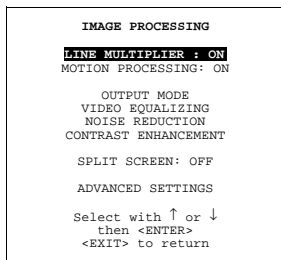 IMAGE PROCESSING
LINE MULTIPLIER : ON
MOTION PROCESSING: ON
OUTPUT MODE
VIDEO EQUALIZING
NOISE REDUCTION
CONTRAST ENHANCEMENT
SPLIT SCREEN: OFF
ADVANCED SETTINGS
Select with ↑ or ↓
then <ENTER>
<EXIT> to return